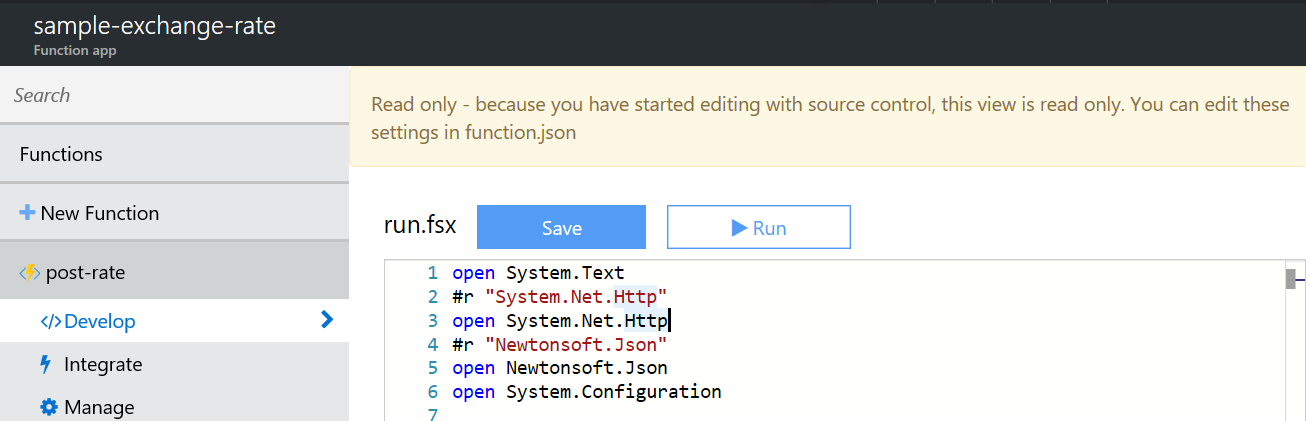 sample-exchange-rate
Function app
Search
Functions
New Function
post-rate
</> Develop
Integrate
Manage
Read only - because you have started editing with source control, this view is read only. You can edit these
settings in function.json
run.fsx
Save
Run
1 open System.Text
2 #r "System.Net.Http"
3 open System.Net.Http
4 #r "Newtonsoft.Json"
5 open Newtonsoft.Json
6 open System.Configuration
7